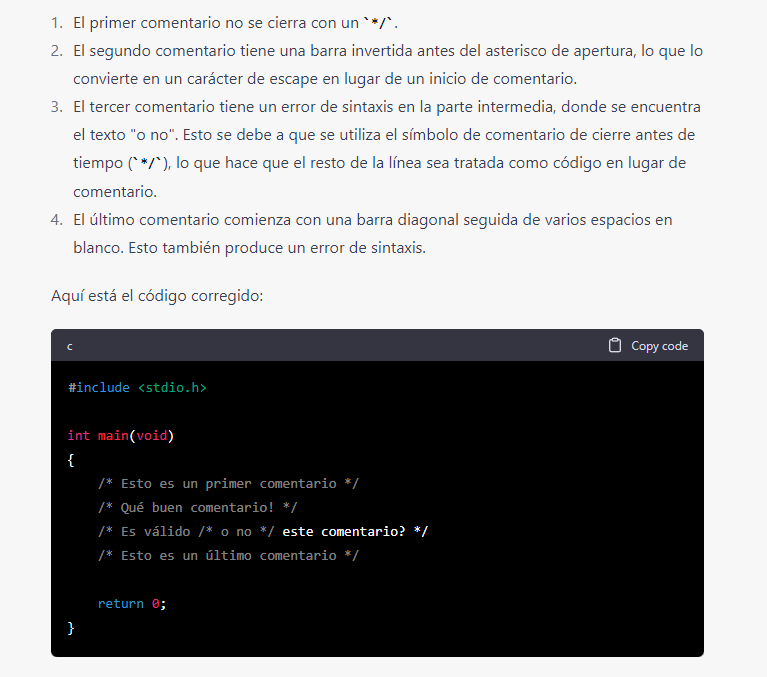 1. El primer comentario no se cierra con un `*/`.
2. El segundo comentario tiene una barra invertida antes del asterisco de apertura, lo que lo
convierte en un carácter de escape en lugar de un inicio de comentario.
3. El tercer comentario tiene un error de sintaxis en la parte intermedia, donde se encuentra
el texto "o no". Esto se debe a que se utiliza el símbolo de comentario de cierre antes de
tiempo (`*/`), lo que hace que el resto de la línea sea tratada como código en lugar de
comentario.
4. El último comentario comienza con una barra diagonal seguida de varios espacios en
blanco. Esto también produce un error de sintaxis.
Aquí está el código corregido:
c Copy code
#include <stdio.h>
int main(void)
{
    /* Esto es un primer comentario */
    /* Qué buen comentario! */
    /* Es válido /* o no */ este comentario? */
    /* Esto es un último comentario */
    return 0;
}